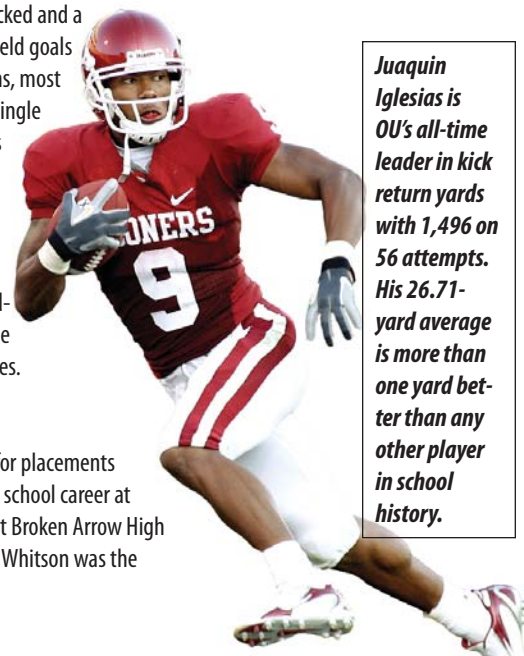 cked and a
eld goals
s, most
ingle
s
-
e
es.
or placements
school career at
t Broken Arrow High
Whitson was the
ONERS
9
Juaquin
Iglesias is
OU's all-time
leader in kick
return yards
with 1,496 on
56 attempts.
His 26.71-
yard average
is more than
one yard bet-
ter than any
other player
in school
history.